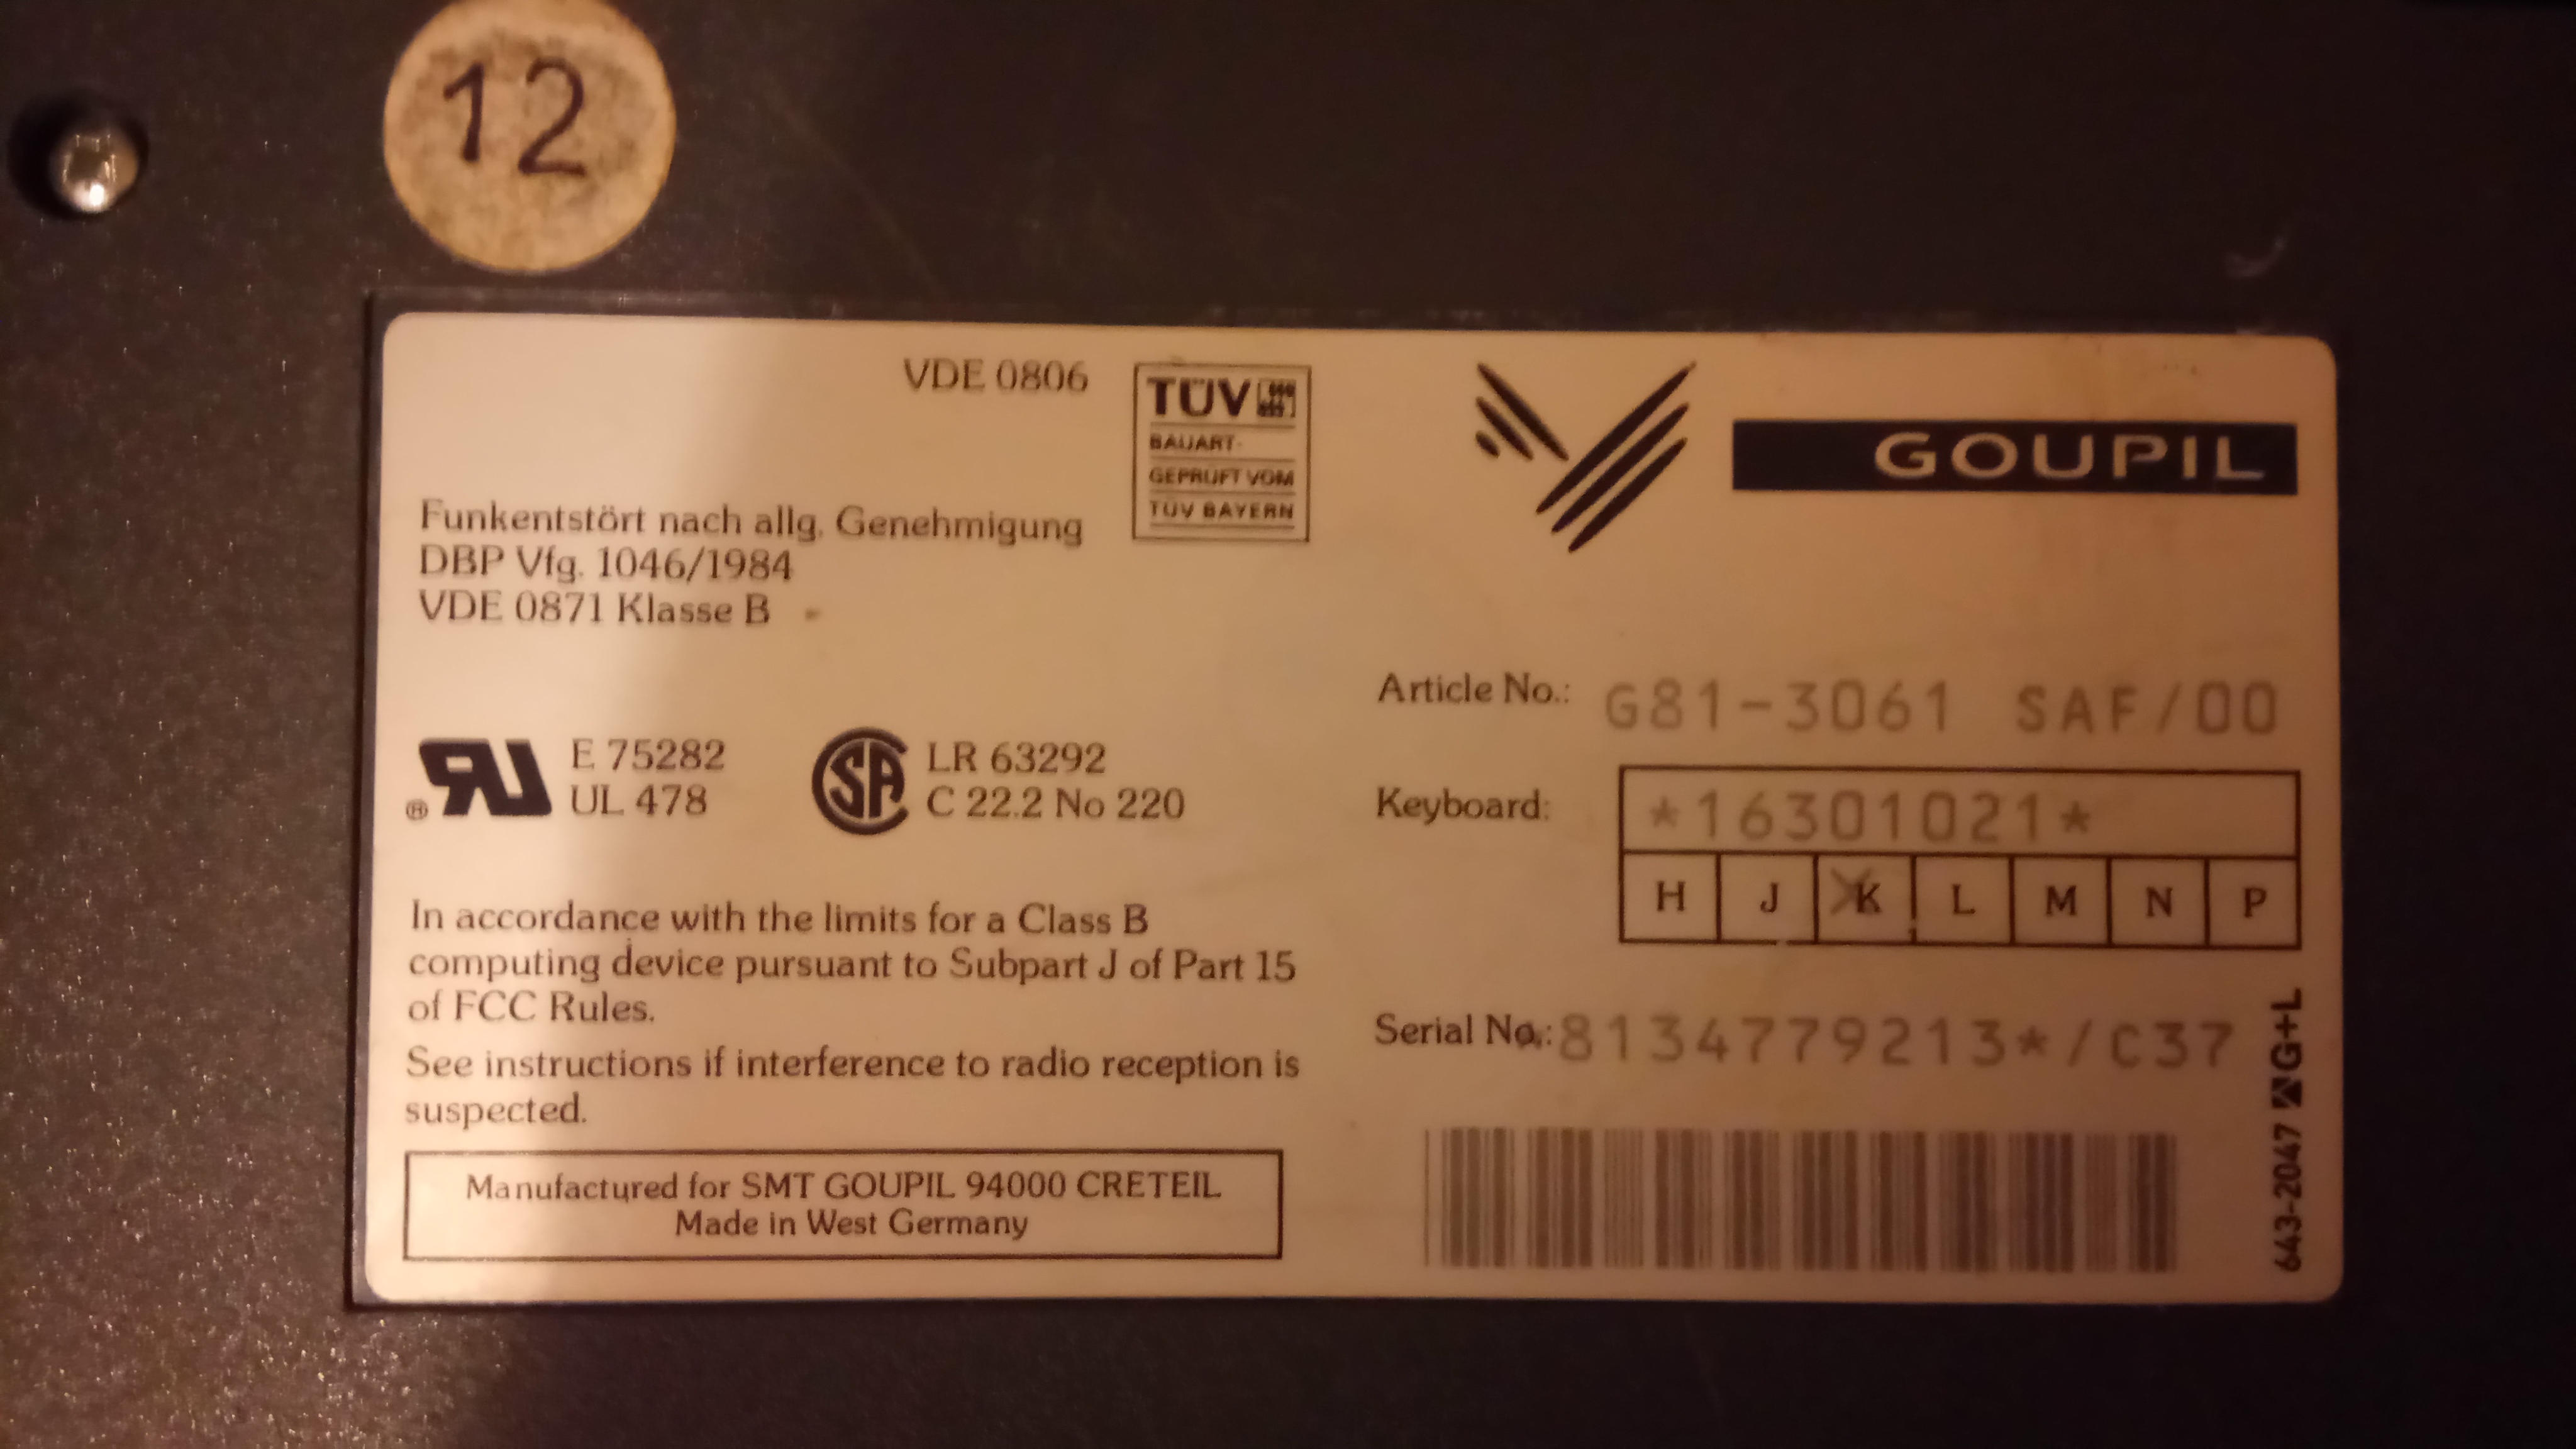 12
VDE 0806
TÜV
BAUART-
GEPRÜFT VOM
TÜV BAYERN
GOUPIL
Funkentstört nach allg. Genehmigung
DBP Vfg. 1046/1984
VDE 0871 Klasse B
Article No.: G81-3061 SAF/00
® E 75282
UL 478
SA LR 63292
C 22.2 No 220
Keyboard: *16301021*
H J K L M N P
In accordance with the limits for a Class B
computing device pursuant to Subpart J of Part 15
of FCC Rules.
See instructions if interference to radio reception is
suspected.
Serial No.: 8134779213*/C37
Manufactured for SMT GOUPIL 94000 CRETEIL
Made in West Germany
643-2047 G+L